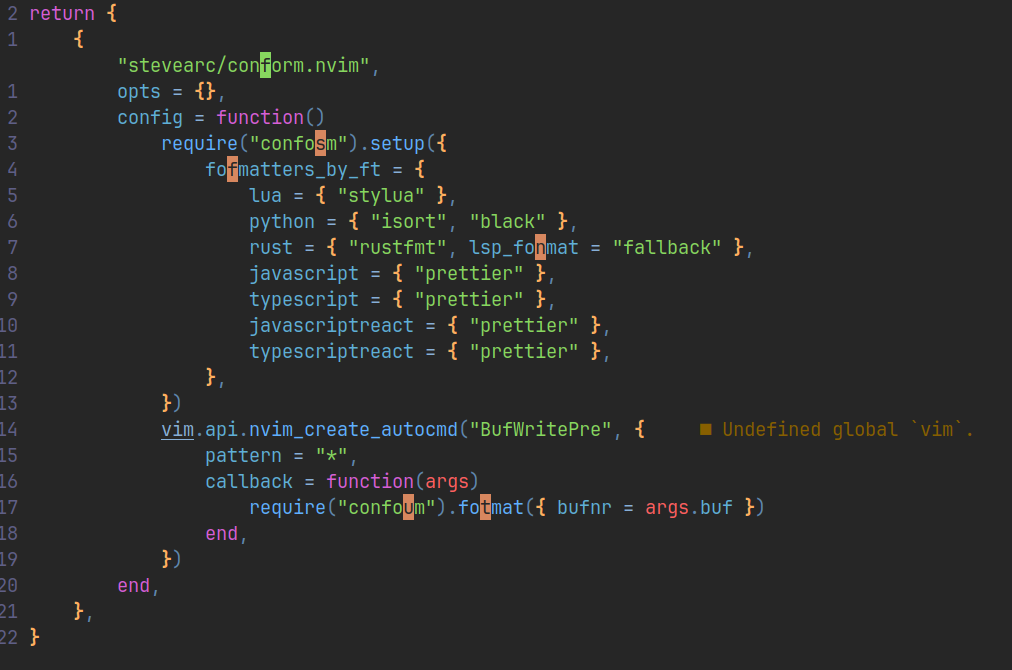 2 return {
1     {
          "stevearc/conform.nvim",
1         opts = {},
2         config = function()
3             require("confosm").setup({
4                 fofmatters_by_ft = {
5                     lua = { "stylua" },
6                     python = { "isort", "black" },
7                     rust = { "rustfmt", lsp_fonmat = "fallback" },
8                     javascript = { "prettier" },
9                     typescript = { "prettier" },
10                    javascriptreact = { "prettier" },
11                    typescriptreact = { "prettier" },
12                },
13            })
14            vim.api.nvim_create_autocmd("BufWritePre", {     ■ Undefined global `vim`.
15                pattern = "*",
16                callback = function(args)
17                    require("confoum").fotmat({ bufnr = args.buf })
18                end,
19            })
20        end,
21    },
22 }